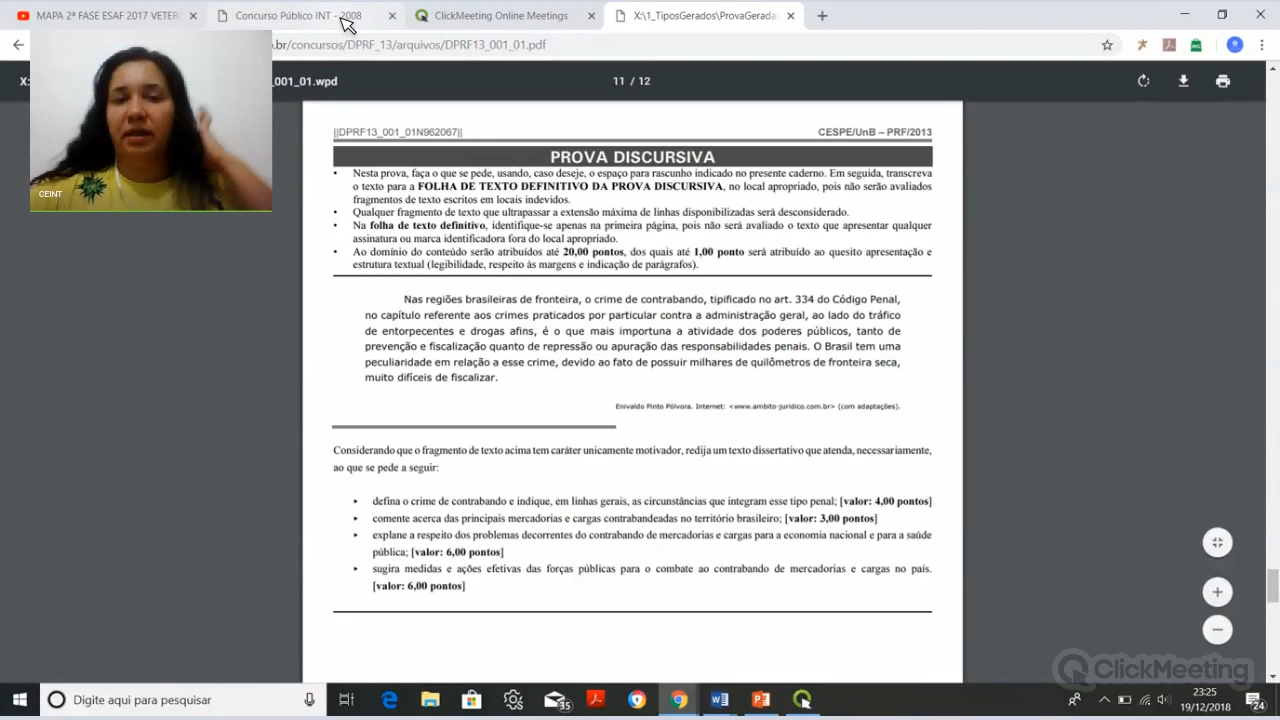 MAPA 2ª FASE ESAF 2017 VETER
Concurso Público INT - 2008
ClickMeeting Online Meetings
X:\1_TiposGerados\ProvaGerada
.br/concursos/DPRF_13/arquivos/DPRF13_001_01.pdf
X:
_001_01.wpd
11 / 12
CEINT
||DPRF13_001_01N962067||
CESPE/UnB – PRF/2013
PROVA DISCURSIVA
• Nesta prova, faça o que se pede, usando, caso deseje, o espaço para rascunho indicado no presente caderno. Em seguida, transcreva
o texto para a FOLHA DE TEXTO DEFINITIVO DA PROVA DISCURSIVA, no local apropriado, pois não serão avaliados
fragmentos de texto escritos em locais indevidos.
• Qualquer fragmento de texto que ultrapassar a extensão máxima de linhas disponibilizadas será desconsiderado.
• Na folha de texto definitivo, identifique-se apenas na primeira página, pois não será avaliado o texto que apresentar qualquer
assinatura ou marca identificadora fora do local apropriado.
• Ao domínio do conteúdo serão atribuídos até 20,00 pontos, dos quais até 1,00 ponto será atribuído ao quesito apresentação e
estrutura textual (legibilidade, respeito às margens e indicação de parágrafos).
Nas regiões brasileiras de fronteira, o crime de contrabando, tipificado no art. 334 do Código Penal,
no capítulo referente aos crimes praticados por particular contra a administração geral, ao lado do tráfico
de entorpecentes e drogas afins, é o que mais importuna a atividade dos poderes públicos, tanto de
prevenção e fiscalização quanto de repressão ou apuração das responsabilidades penais. O Brasil tem uma
peculiaridade em relação a esse crime, devido ao fato de possuir milhares de quilômetros de fronteira seca,
muito difíceis de fiscalizar.
Enivaldo Pinto Pólvora. Internet: <www.ambito-juridico.com.br> (com adaptações).
Considerando que o fragmento de texto acima tem caráter unicamente motivador, redija um texto dissertativo que atenda, necessariamente,
ao que se pede a seguir:
defina o crime de contrabando e indique, em linhas gerais, as circunstâncias que integram esse tipo penal; [valor: 4,00 pontos]
comente acerca das principais mercadorias e cargas contrabandeadas no território brasileiro; [valor: 3,00 pontos]
explane a respeito dos problemas decorrentes do contrabando de mercadorias e cargas para a economia nacional e para a saúde
pública; [valor: 6,00 pontos]
sugira medidas e ações efetivas das forças públicas para o combate ao contrabando de mercadorias e cargas no país.
[valor: 6,00 pontos]
ClickMeeting
Digite aqui para pesquisar
35
23:25
19/12/2018
24